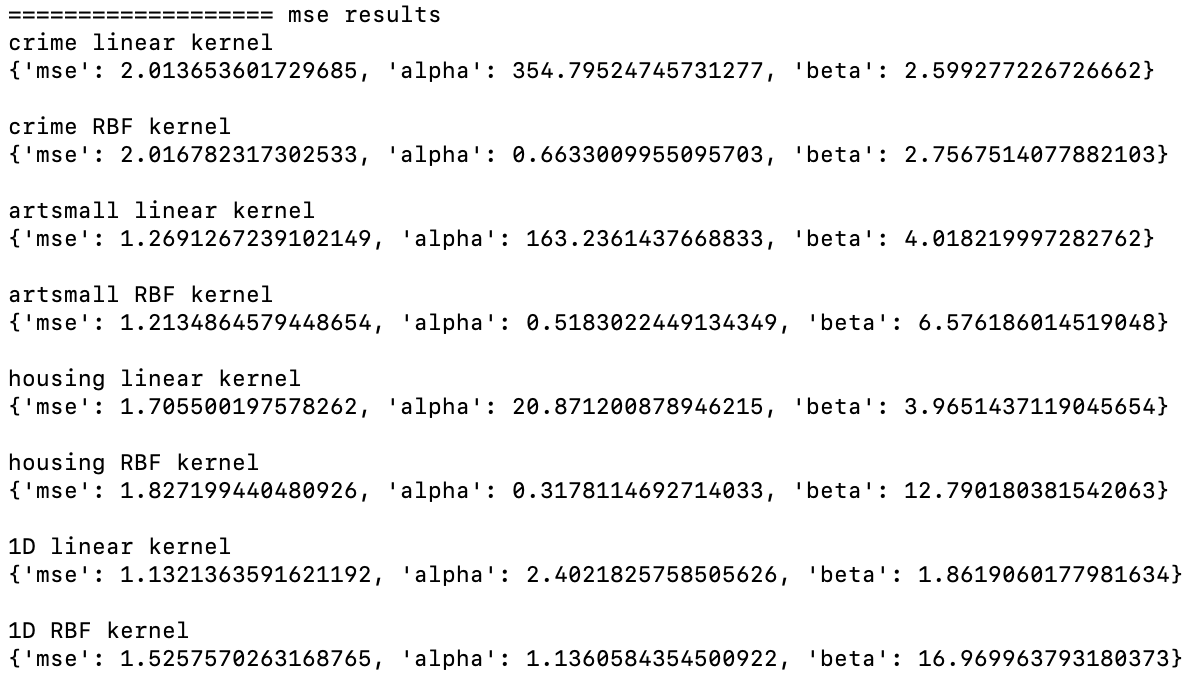 =================== mse results
crime linear kernel
{'mse': 2.013653601729685, 'alpha': 354.79524745731277, 'beta': 2.599277226726662}
crime RBF kernel
{'mse': 2.016782317302533, 'alpha': 0.6633009955095703, 'beta': 2.7567514077882103}
artsmall linear kernel
{'mse': 1.2691267239102149, 'alpha': 163.2361437668833, 'beta': 4.018219997282762}
artsmall RBF kernel
{'mse': 1.2134864579448654, 'alpha': 0.5183022449134349, 'beta': 6.576186014519048}
housing linear kernel
{'mse': 1.705500197578262, 'alpha': 20.871200878946215, 'beta': 3.9651437119045654}
housing RBF kernel
{'mse': 1.827199440480926, 'alpha': 0.3178114692714033, 'beta': 12.790180381542063}
1D linear kernel
{'mse': 1.1321363591621192, 'alpha': 2.4021825758505626, 'beta': 1.8619060177981634}
1D RBF kernel
{'mse': 1.5257570263168765, 'alpha': 1.1360584354500922, 'beta': 16.969963793180373}